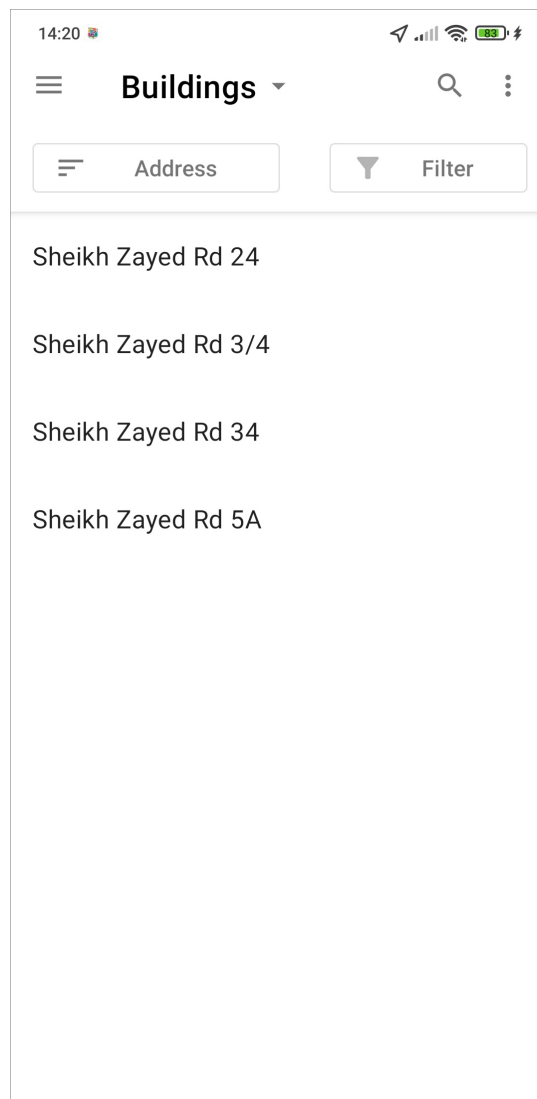 14:20
83
Buildings
Address
Filter
Sheikh Zayed Rd 24
Sheikh Zayed Rd 3/4
Sheikh Zayed Rd 34
Sheikh Zayed Rd 5A